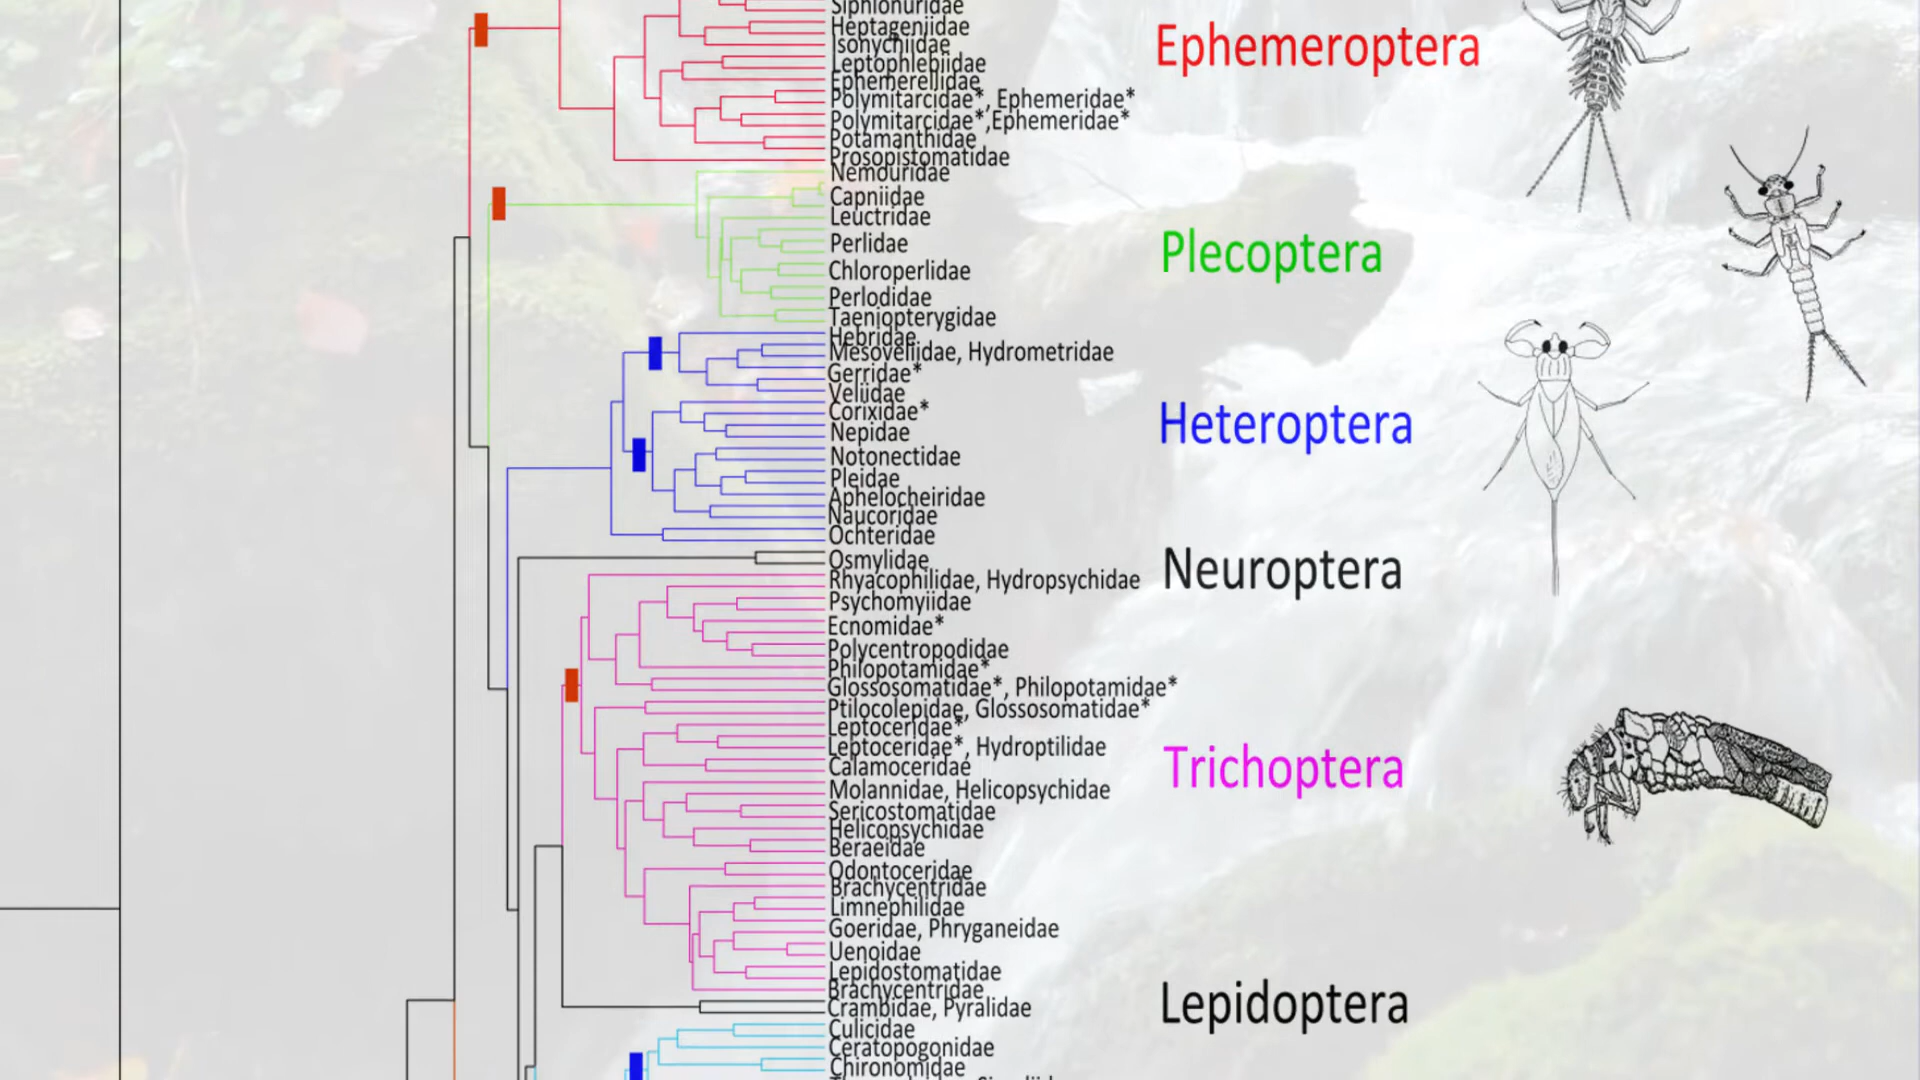 Siphlonuridae
Heptageniidae
Isonychiidae
Leptophlebiidae
Ephemerellidae
Polymitarcidae*, Ephemeridae*
Polymitarcidae*,Ephemeridae*
Potamanthidae
Prosopistomatidae
Ephemeroptera
Nemouridae
Capniidae
Leuctridae
Perlidae
Chloroperlidae
Perlodidae
Taeniopterygidae
Plecoptera
Hebridae
Mesoveliidae, Hydrometridae
Gerridae*
Veliidae
Corixidae*
Nepidae
Notonectidae
Pleidae
Aphelocheiridae
Naucoridae
Ochteridae
Heteroptera
Osmylidae
Neuroptera
Rhyacophilidae, Hydropsychidae
Psychomyiidae
Ecnomidae*
Polycentropodidae
Philopotamidae*
Glossosomatidae*, Philopotamidae*
Ptilocolepidae, Glossosomatidae*
Leptoceridae*
Leptoceridae*, Hydroptilidae
Calamoceridae
Molannidae, Helicopsychidae
Sericostomatidae
Helicopsychidae
Beraeidae
Odontoceridae
Brachycentridae
Limnephilidae
Goeridae, Phryganeidae
Uenoidae
Lepidostomatidae
Brachycentridae
Trichoptera
Crambidae, Pyralidae
Lepidoptera
Culicidae
Ceratopogonidae
Chironomidae